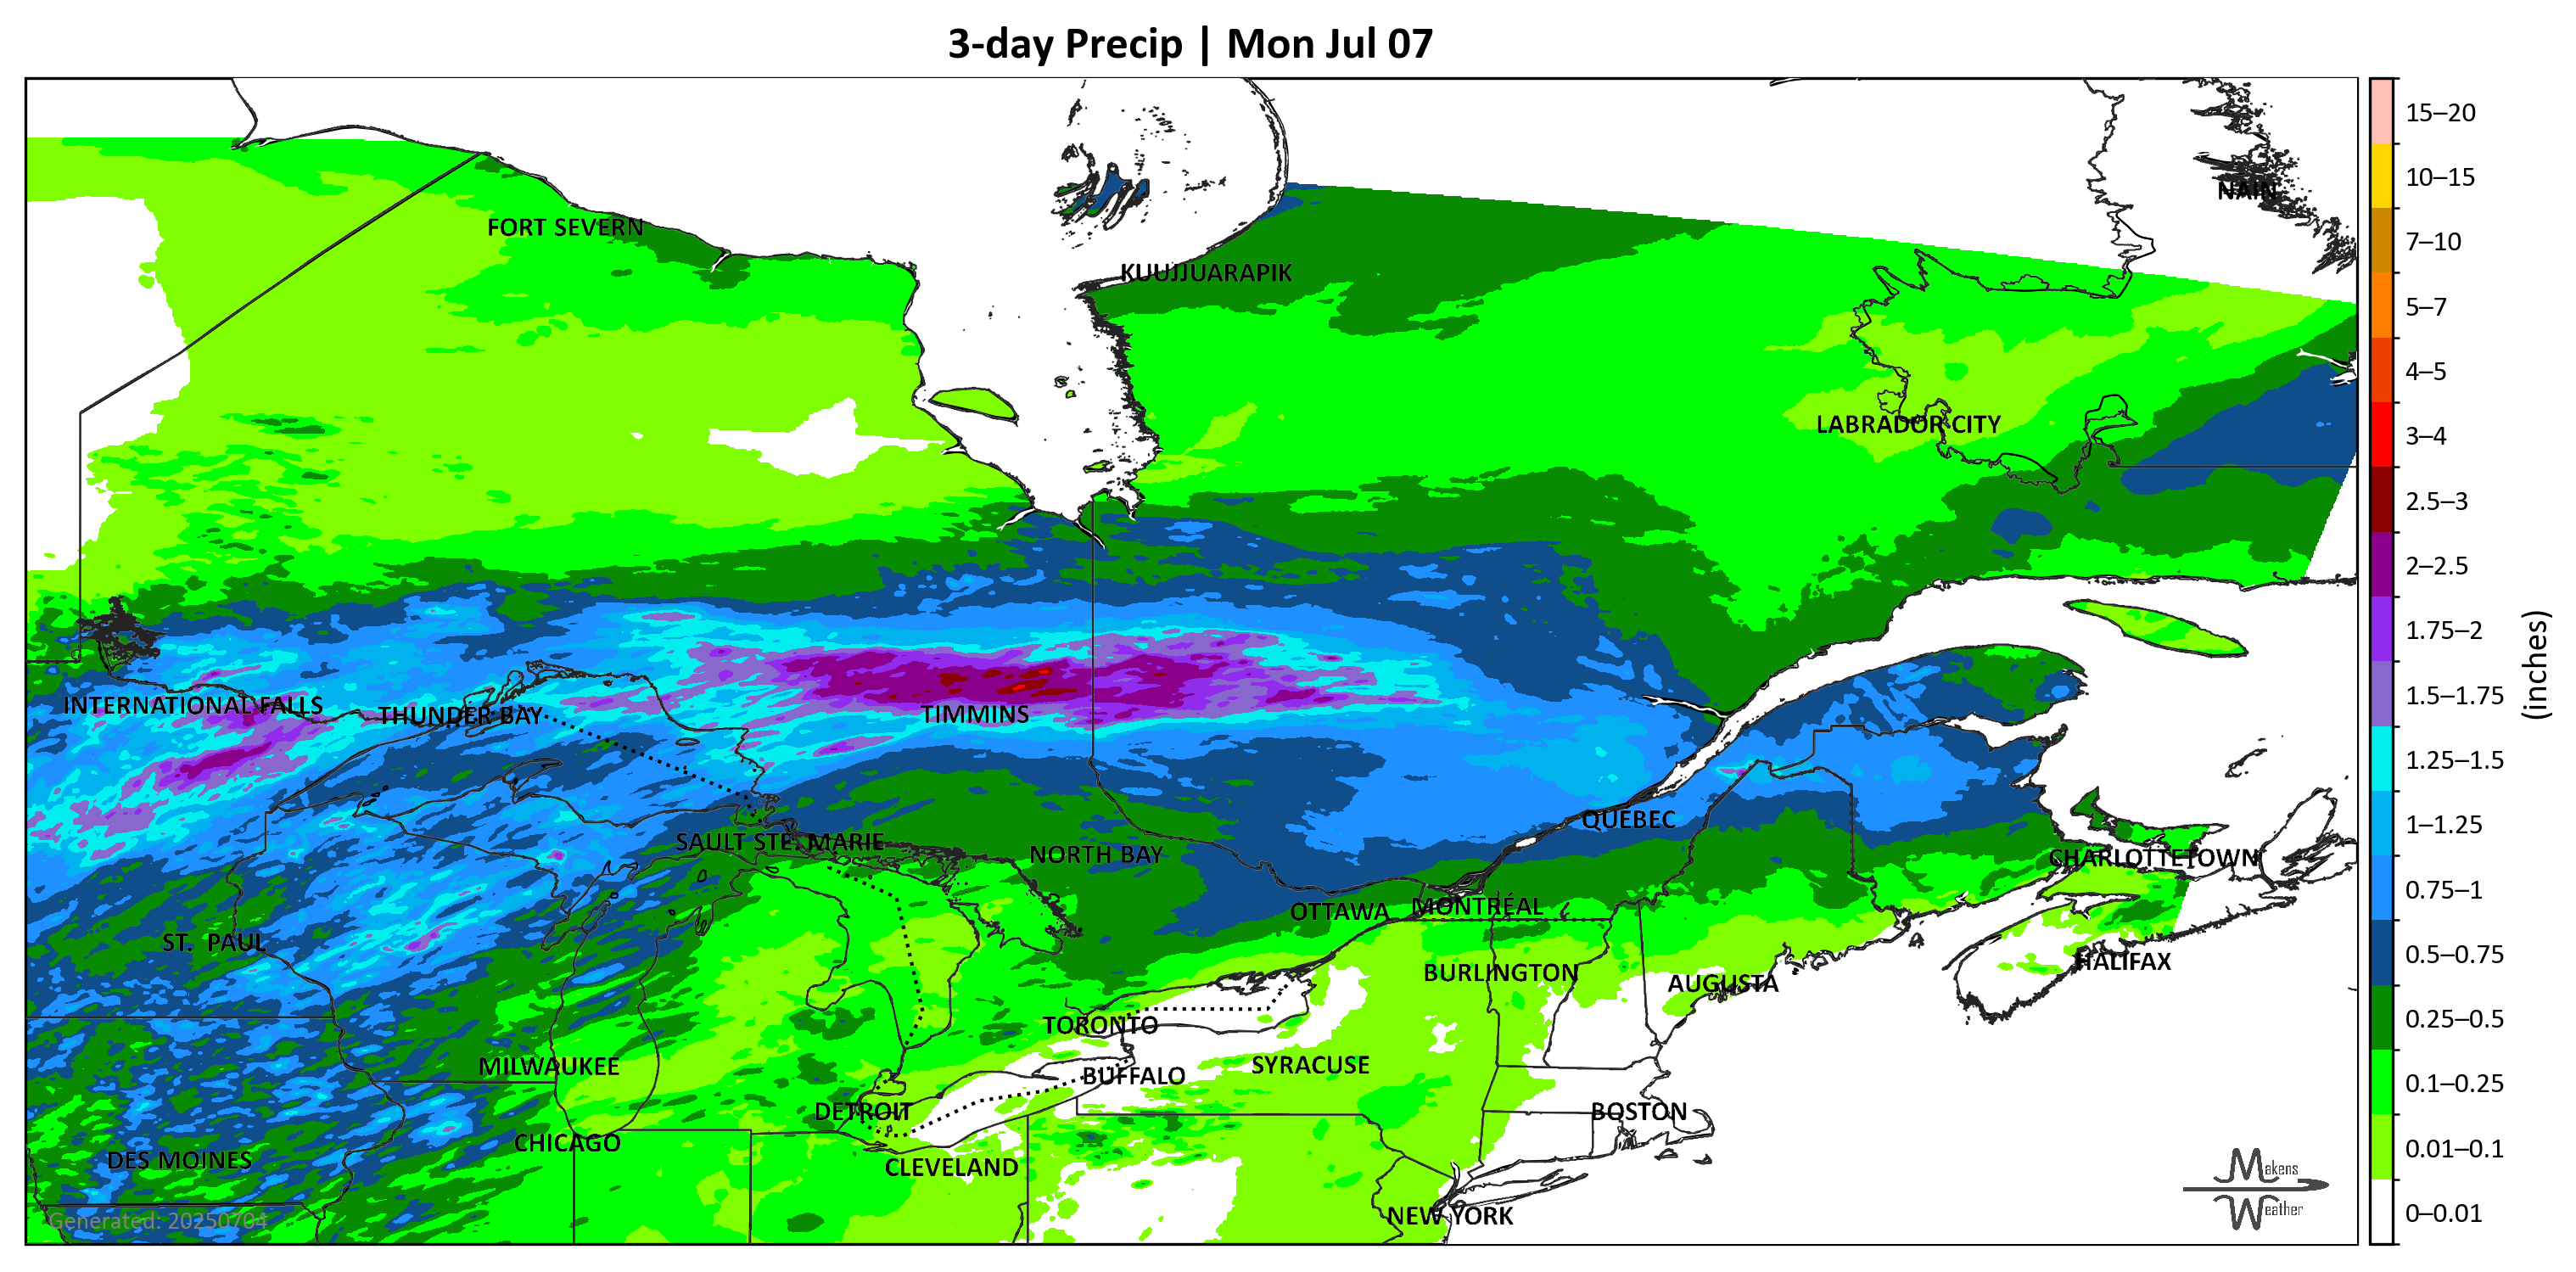 3-day Precip | Mon Jul 07
NAIN
FORT SEVERN
KUUJJUARAPIK
LABRADOR CITY
INTERNATIONAL FALLS
THUNDER BAY
TIMMINS
QUEBEC
SAULT STE. MARIE
NORTH BAY
CHARLOTTETOWN
OTTAWA
MONTRÉAL
ST. PAUL
HALIFAX
BURLINGTON
AUGUSTA
TORONTO
MILWAUKEE
SYRACUSE
BUFFALO
DETROIT
BOSTON
CHICAGO
DES MOINES
CLEVELAND
NEW YORK
Generated: 20250704
Makens
Weather
15–20
10–15
7–10
5–7
4–5
3–4
2.5–3
2–2.5
1.75–2
1.5–1.75
1.25–1.5
1–1.25
0.75–1
0.5–0.75
0.25–0.5
0.1–0.25
0.01–0.1
0–0.01
(inches)